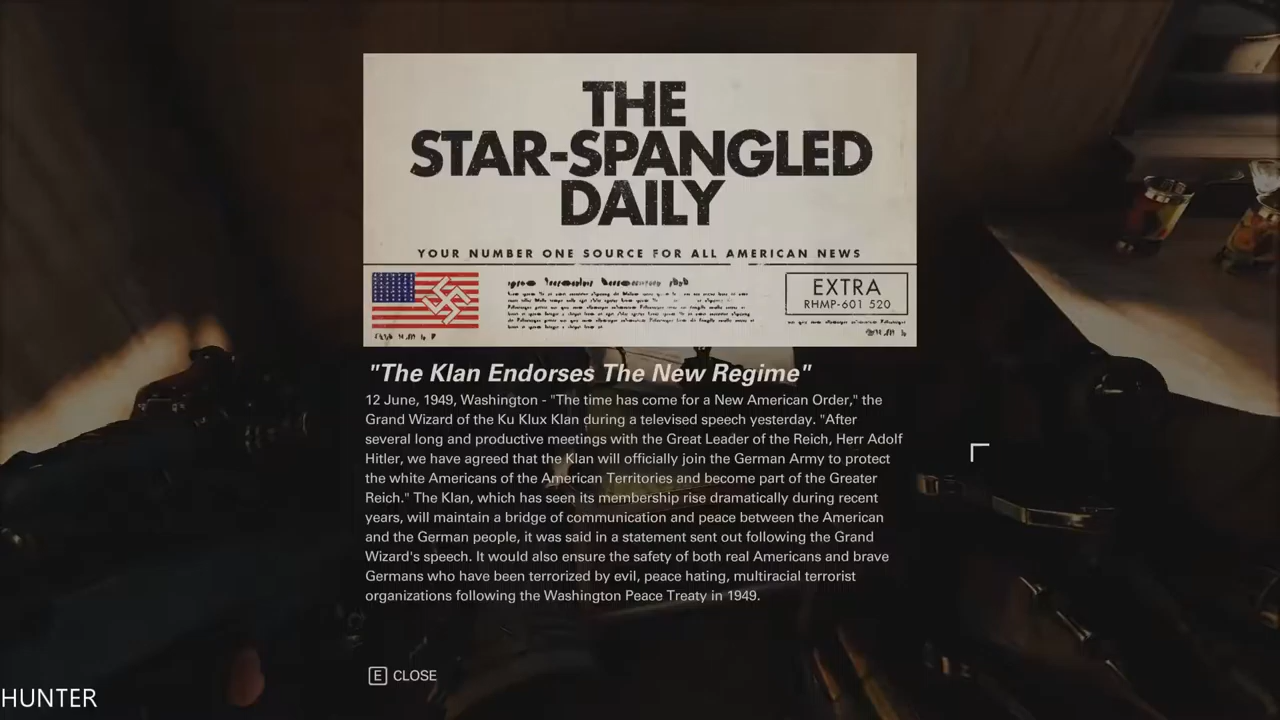 THE
STAR-SPANGLED
DAILY
YOUR NUMBER ONE SOURCE FOR ALL AMERICAN NEWS
EXTRA
RHMP-601 520
"The Klan Endorses The New Regime"
12 June, 1949, Washington - "The time has come for a New American Order," the
Grand Wizard of the Ku Klux Klan during a televised speech yesterday. "After
several long and productive meetings with the Great Leader of the Reich, Herr Adolf
Hitler, we have agreed that the Klan will officially join the German Army to protect
the white Americans of the American Territories and become part of the Greater
Reich." The Klan, which has seen its membership rise dramatically during recent
years, will maintain a bridge of communication and peace between the American
and the German people, it was said in a statement sent out following the Grand
Wizard's speech. It would also ensure the safety of both real Americans and brave
Germans who have been terrorized by evil, peace hating, multiracial terrorist
organizations following the Washington Peace Treaty in 1949.
E CLOSE
HUNTER